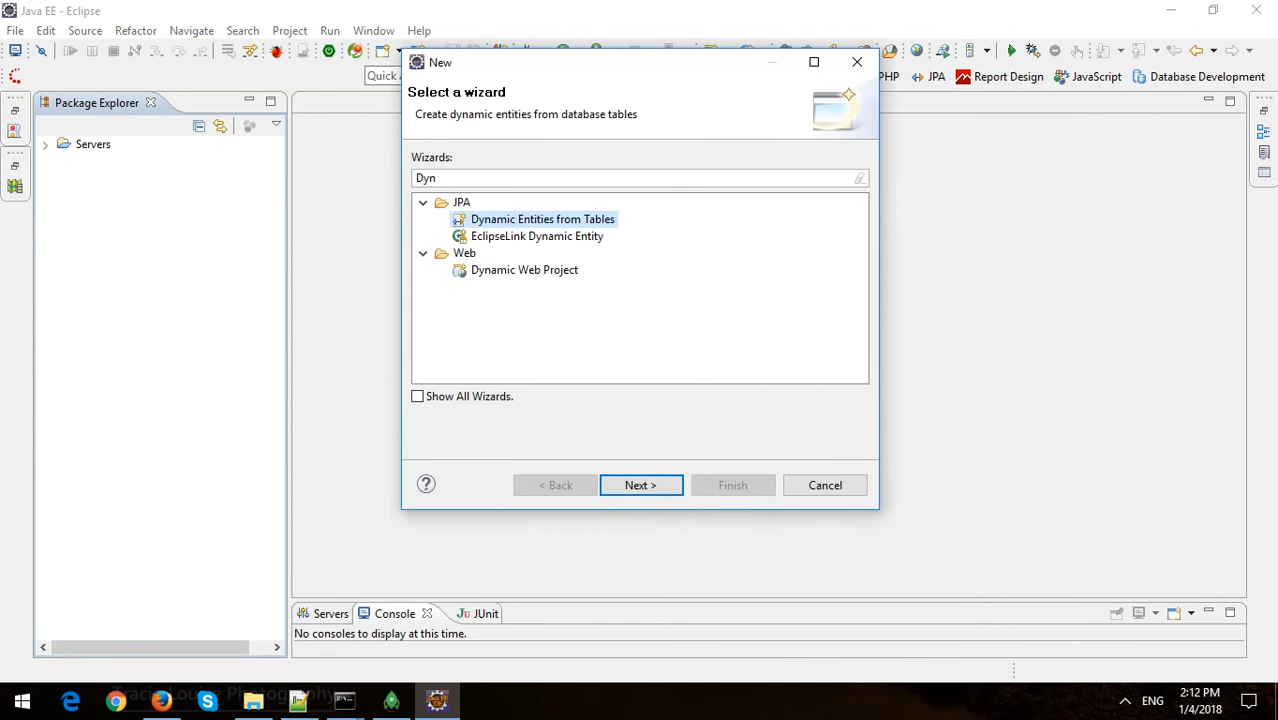 Java EE - Eclipse
File Edit Source Refactor Navigate Search Project Run Window Help
New
Quick
PHP JPA Report Design JavaScript Database Development
Package Explorer
Servers
Select a wizard
Create dynamic entities from database tables
Wizards:
Dyn
JPA
Dynamic Entities from Tables
EclipseLink Dynamic Entity
Web
Dynamic Web Project
Show All Wizards.
< Back Next > Finish Cancel
Servers Console JUnit
No consoles to display at this time.
ENG
2:12 PM
1/4/2018